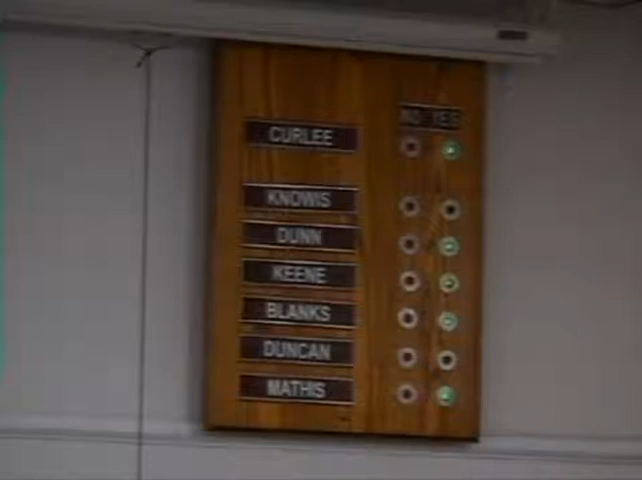 NO YES
CURLEE
KNOWIS
DUNN
KEENE
BLANKS
DUNCAN
MATHIS